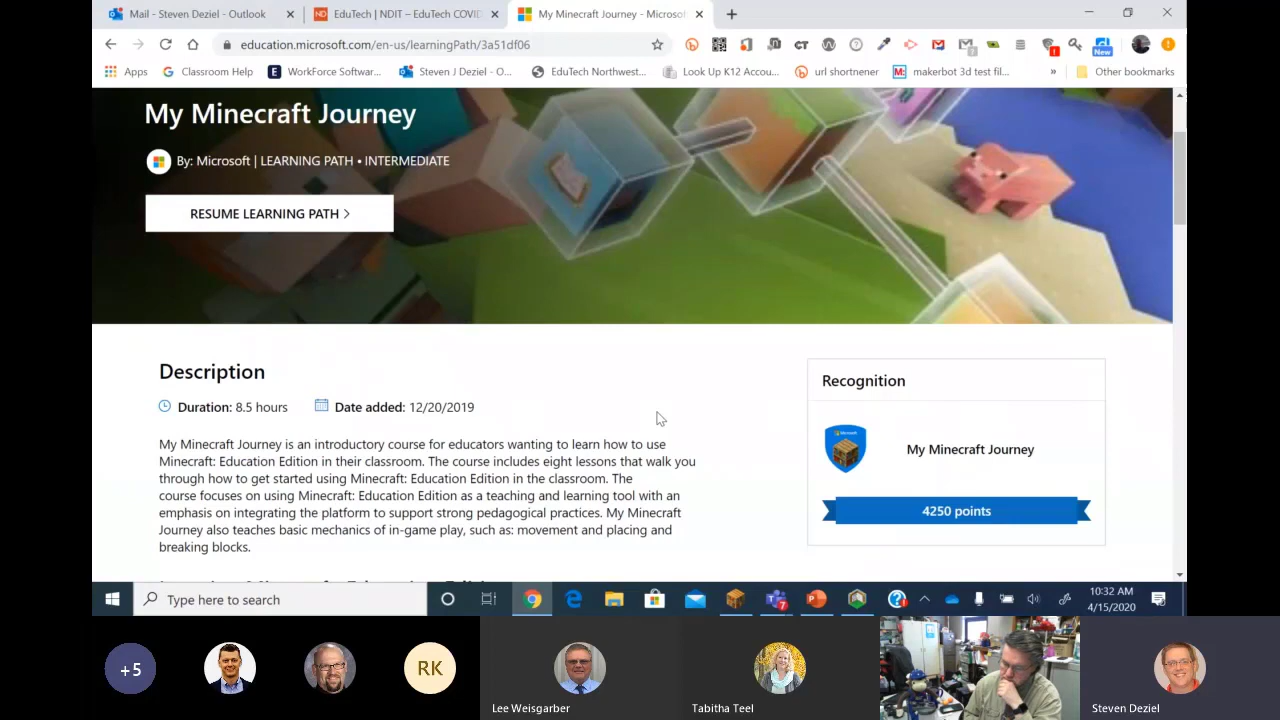 Mail - Steven Deziel - Outlook
EduTech | NDIT – EduTech COVID
My Minecraft Journey - Microsoft
education.microsoft.com/en-us/learningPath/3a51df06
New
Apps
Classroom Help
WorkForce Softwar...
Steven J Deziel - O...
EduTech Northwest...
Look Up K12 Accou...
url shortnener
makerbot 3d test fil...
Other bookmarks
My Minecraft Journey
By: Microsoft | LEARNING PATH • INTERMEDIATE
RESUME LEARNING PATH
Description
Duration: 8.5 hours
Date added: 12/20/2019
My Minecraft Journey is an introductory course for educators wanting to learn how to use
Minecraft: Education Edition in their classroom. The course includes eight lessons that walk you
through how to get started using Minecraft: Education Edition in the classroom. The
course focuses on using Minecraft: Education Edition as a teaching and learning tool with an
emphasis on integrating the platform to support strong pedagogical practices. My Minecraft
Journey also teaches basic mechanics of in-game play, such as: movement and placing and
breaking blocks.
Recognition
My Minecraft Journey
4250 points
Type here to search
10:32 AM
4/15/2020
+5
RK
Lee Weisgarber
Tabitha Teel
Steven Deziel